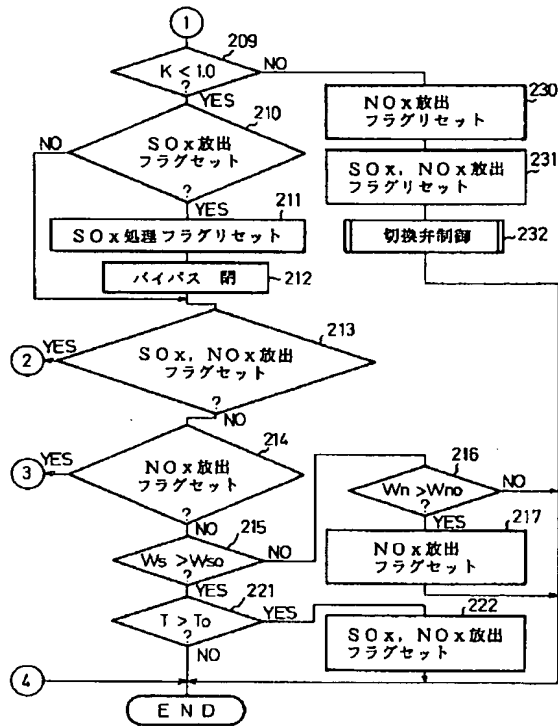 1
209
K < 1.0
?
NO
YES
210
SOx放出
フラグセット
?
NO
YES
211
SOx処理フラグリセット
バイパス 閉
212
230
NOx放出
フラグリセット
231
SOx, NOx放出
フラグリセット
切換弁制御
232
213
SOx, NOx放出
フラグセット
?
YES
2
NO
214
NOx放出
フラグセット
?
YES
3
NO
215
Ws >Wso
?
NO
YES
216
Wn >Wno
?
NO
YES
217
NOx放出
フラグセット
221
T > To
?
YES
NO
222
SOx, NOx放出
フラグセット
4
END